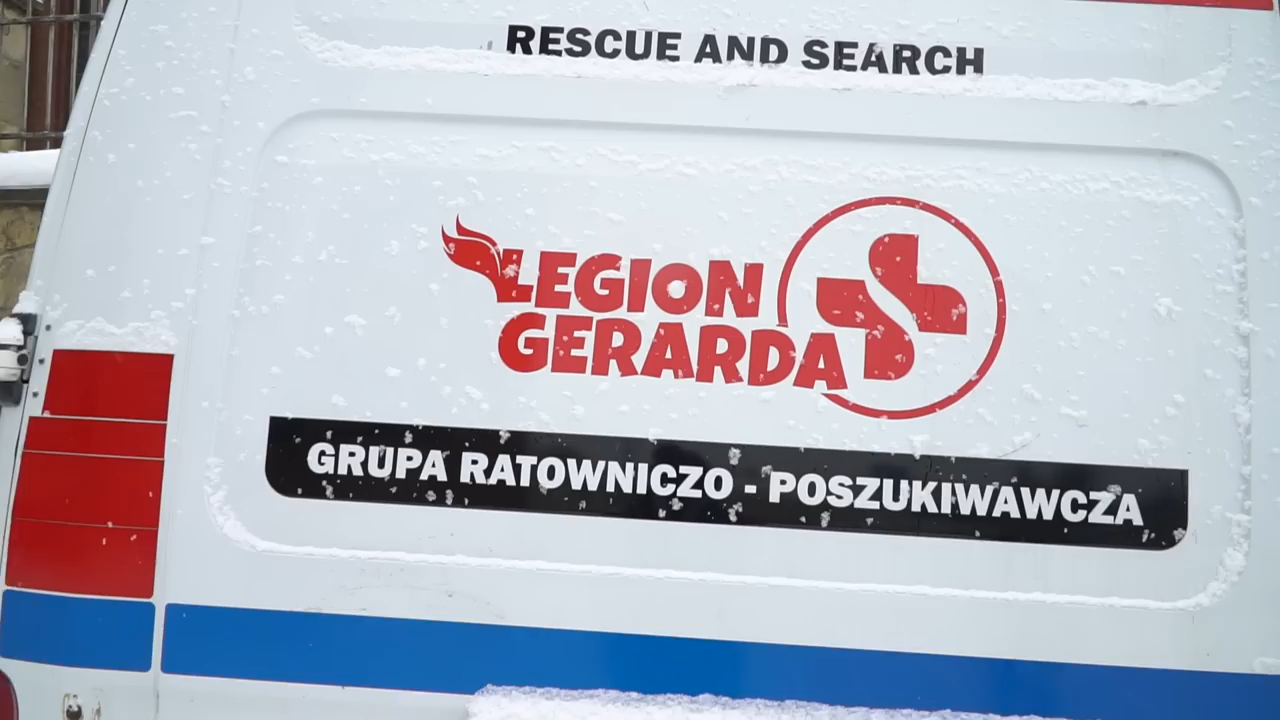 RESCUE AND SEARCH
LEGION
GERARDA
GRUPA RATOWNICZO - POSZUKIWAWCZA